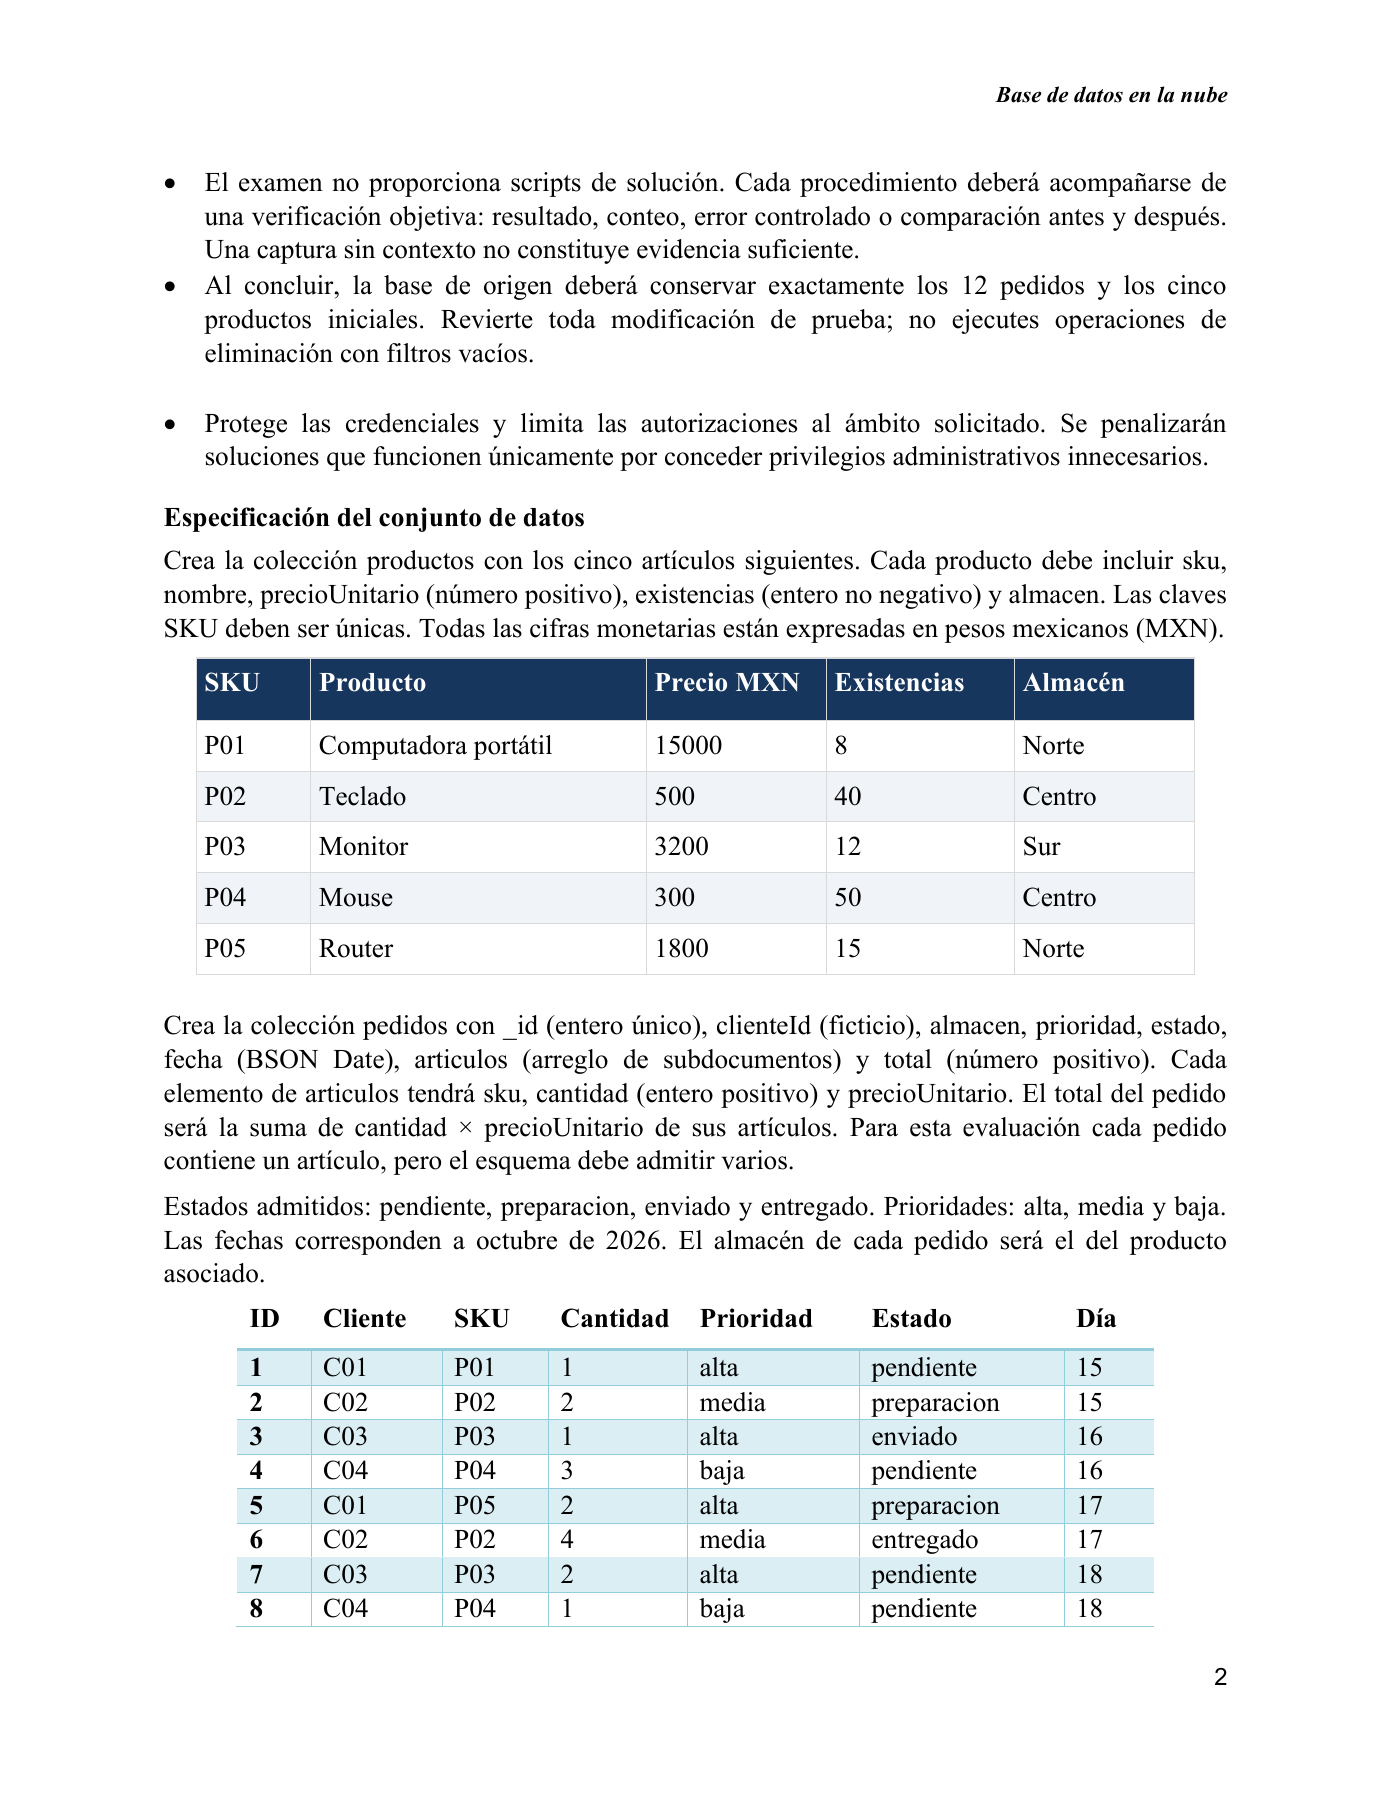 Base de datos en la nube
• El examen no proporciona scripts de solución. Cada procedimiento deberá acompañarse de
una verificación objetiva: resultado, conteo, error controlado o comparación antes y después.
Una captura sin contexto no constituye evidencia suficiente.
• Al concluir, la base de origen deberá conservar exactamente los 12 pedidos y los cinco
productos iniciales. Revierte toda modificación de prueba; no ejecutes operaciones de
eliminación con filtros vacíos.
• Protege las credenciales y limita las autorizaciones al ámbito solicitado. Se penalizarán
soluciones que funcionen únicamente por conceder privilegios administrativos innecesarios.
Especificación del conjunto de datos
Crea la colección productos con los cinco artículos siguientes. Cada producto debe incluir sku,
nombre, precioUnitario (número positivo), existencias (entero no negativo) y almacen. Las claves
SKU deben ser únicas. Todas las cifras monetarias están expresadas en pesos mexicanos (MXN).
SKU Producto Precio MXN Existencias Almacén
P01 Computadora portátil 15000 8 Norte
P02 Teclado 500 40 Centro
P03 Monitor 3200 12 Sur
P04 Mouse 300 50 Centro
P05 Router 1800 15 Norte
Crea la colección pedidos con _id (entero único), clienteId (ficticio), almacen, prioridad, estado,
fecha (BSON Date), articulos (arreglo de subdocumentos) y total (número positivo). Cada
elemento de articulos tendrá sku, cantidad (entero positivo) y precioUnitario. El total del pedido
será la suma de cantidad × precioUnitario de sus artículos. Para esta evaluación cada pedido
contiene un artículo, pero el esquema debe admitir varios.
Estados admitidos: pendiente, preparacion, enviado y entregado. Prioridades: alta, media y baja.
Las fechas corresponden a octubre de 2026. El almacén de cada pedido será el del producto
asociado.
ID Cliente SKU Cantidad Prioridad Estado Día
1 C01 P01 1 alta pendiente 15
2 C02 P02 2 media preparacion 15
3 C03 P03 1 alta enviado 16
4 C04 P04 3 baja pendiente 16
5 C01 P05 2 alta preparacion 17
6 C02 P02 4 media entregado 17
7 C03 P03 2 alta pendiente 18
8 C04 P04 1 baja pendiente 18
2